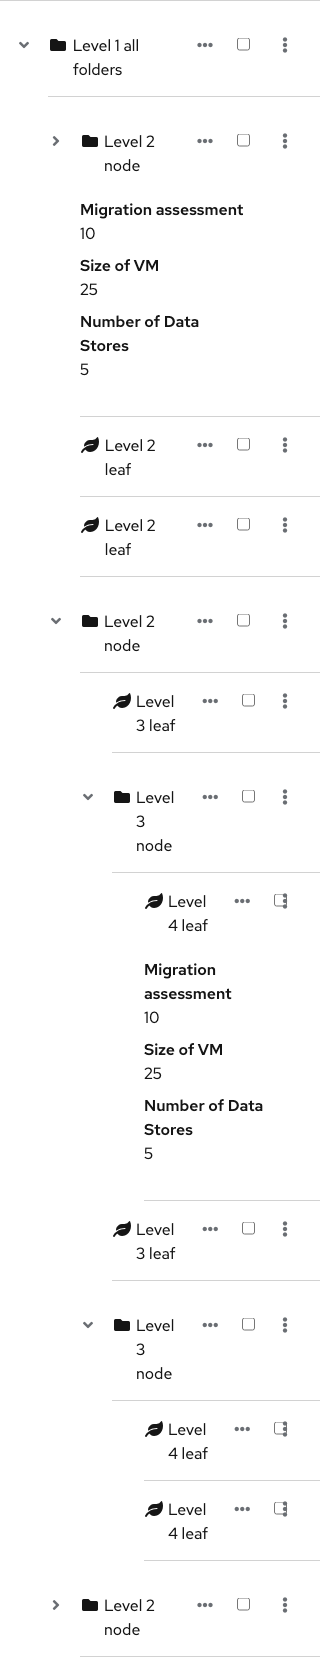 Level 1 all
folders
Level 2
node
Migration assessment
10
Size of VM
25
Number of Data
Stores
5
Level 2
leaf
Level 2
leaf
Level 2
node
Level
3 leaf
Level
3
node
Level
4 leaf
Migration
assessment
10
Size of VM
25
Number of Data
Stores
5
Level
3 leaf
Level
3
node
Level
4 leaf
Level
4 leaf
Level 2
node